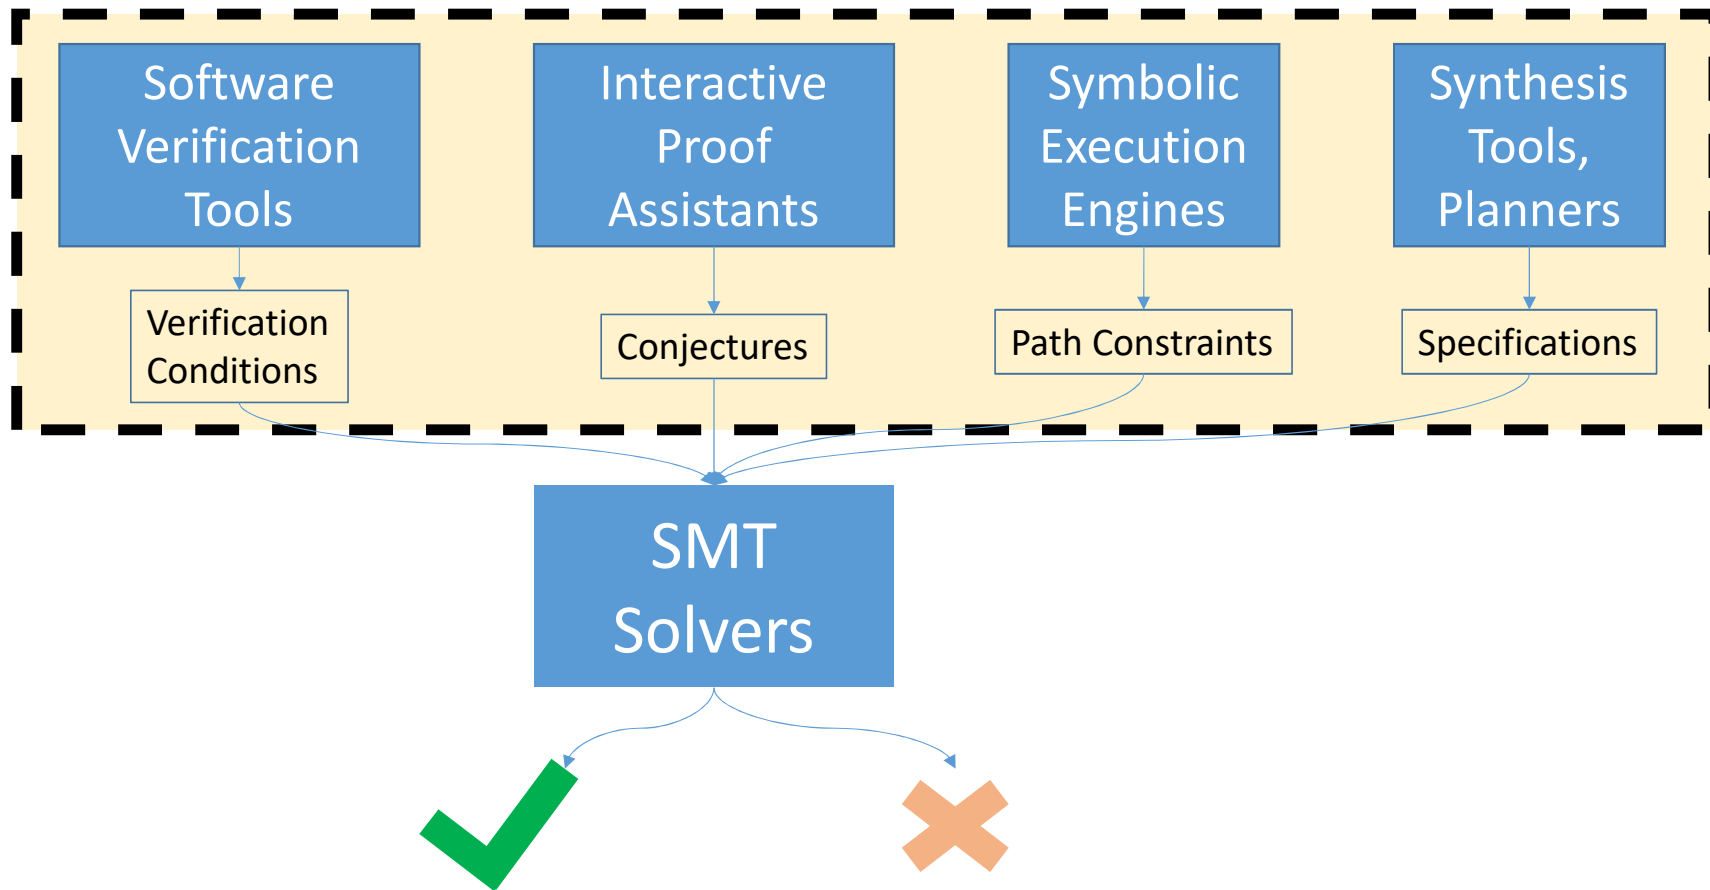 Software
Verification
Tools
Interactive
Proof
Assistants
Symbolic
Execution
Engines
Synthesis
Tools,
Planners
Verification
Conditions
Conjectures
Path Constraints
Specifications
SMT
Solvers